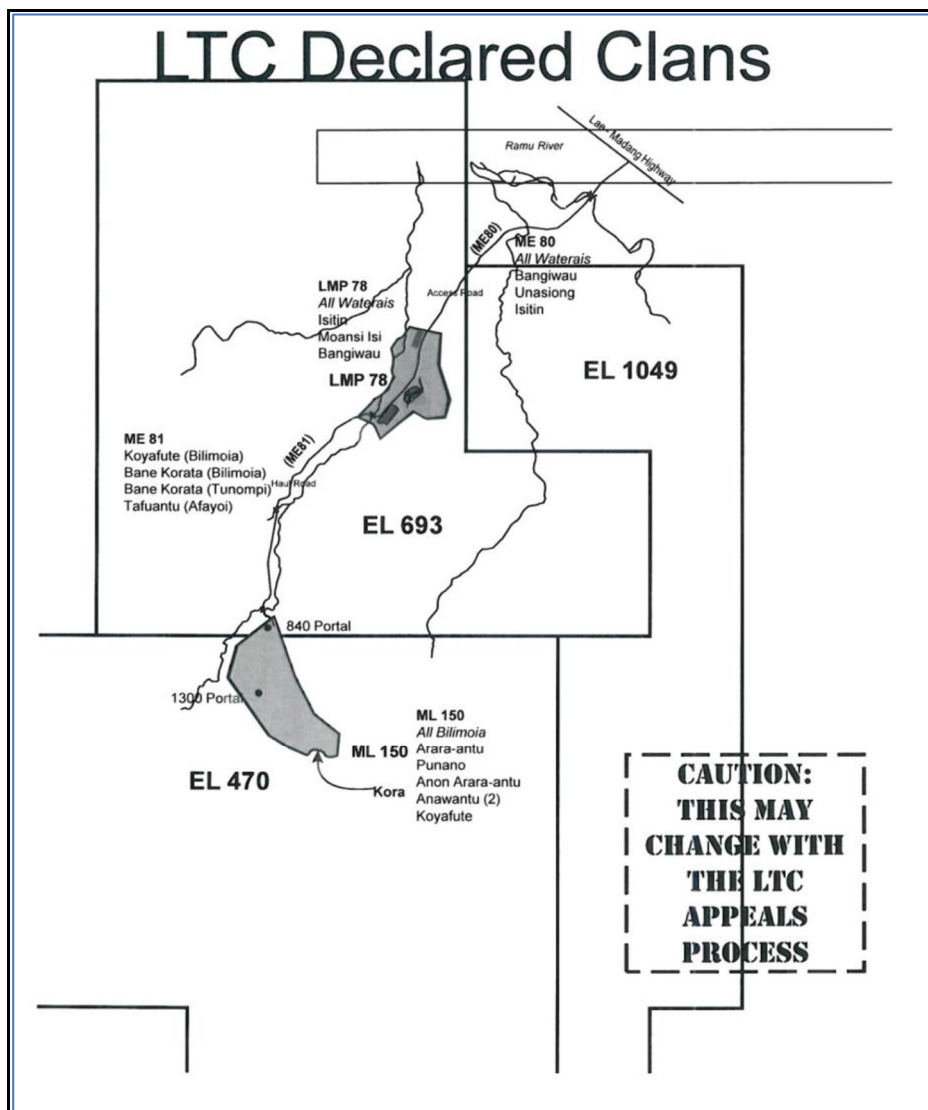 LTC Declared Clans
Lae - Madang Highway
Ramu River
(ME80)
ME 80
All Waterais
Bangiwau
Unasiong
Isitin
LMP 78
All Waterais
Isitin
Moansi Isi
Bangiwau
Access Road
LMP 78
EL 1049
ME 81
Koyafute (Bilimoia)
Bane Korata (Bilimoia)
Bane Korata (Tunompi)
Tafuantu (Afayoi)
(ME81)
Haul Road
EL 693
840 Portal
1300 Portal
ML 150
EL 470
Kora
ML 150
All Bilimoia
Arara-antu
Punano
Anon Arara-antu
Anawantu (2)
Koyafute
CAUTION:
THIS MAY
CHANGE WITH
THE LTC
APPEALS
PROCESS